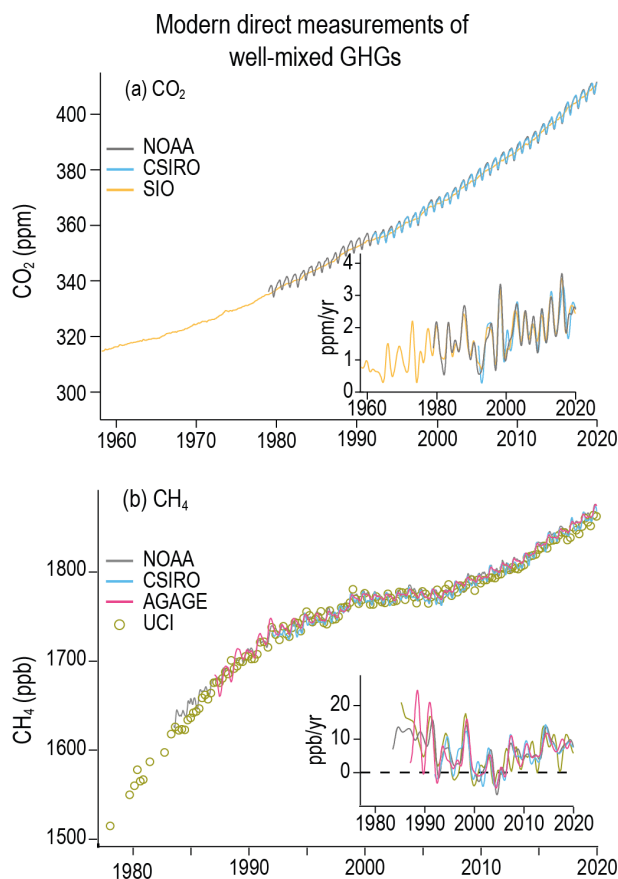 Modern direct measurements of
well-mixed GHGs
(a) CO₂
NOAA
CSIRO
SIO
CO₂ (ppm)
400
380
360
340
320
300
ppm/yr
4
3
2
1
0
1960 1980 2000 2020
1960 1970 1980 1990 2000 2010 2020
(b) CH₄
NOAA
CSIRO
AGAGE
UCI
CH₄ (ppb)
1800
1700
1600
1500
ppb/yr
20
10
0
1980 1990 2000 2010 2020
1980 1990 2000 2010 2020